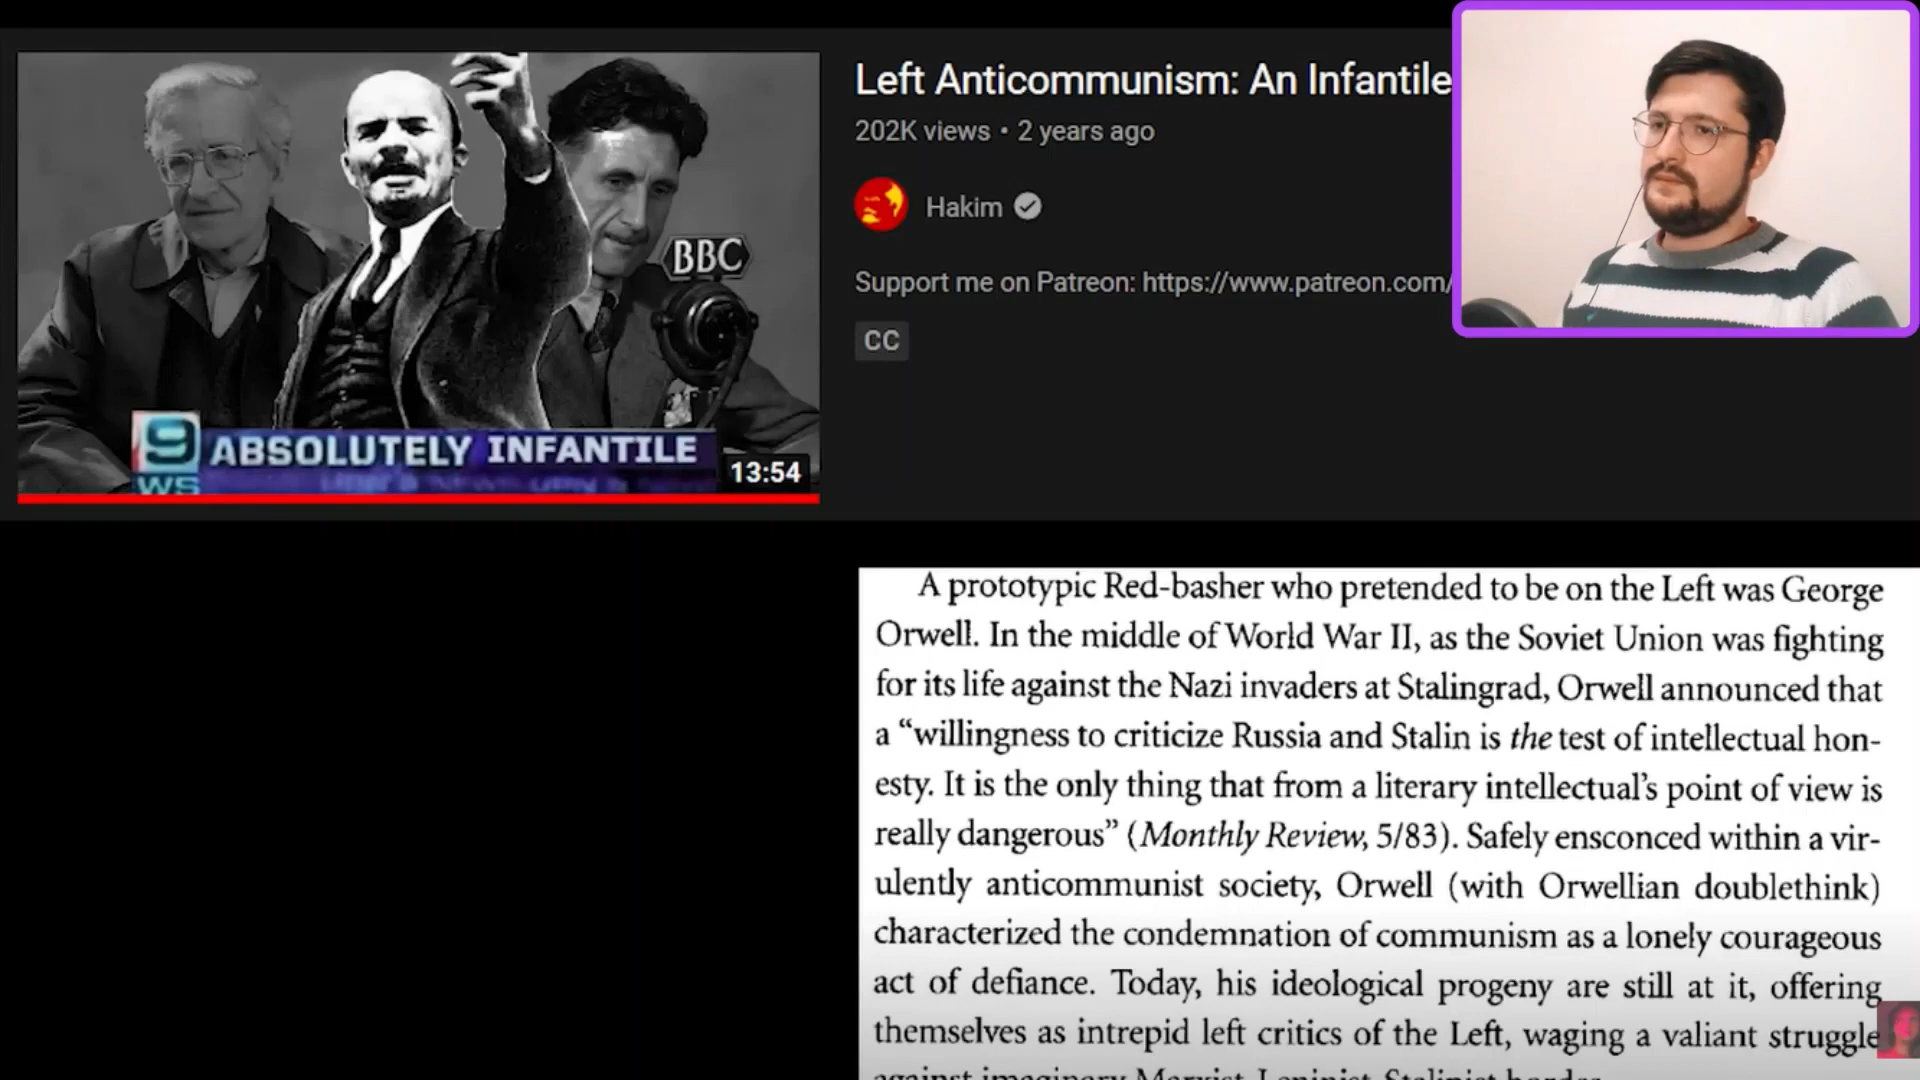 Left Anticommunism: An Infantile
202K views • 2 years ago
Hakim
Support me on Patreon: https://www.patreon.com/
CC
BBC
9
WS
ABSOLUTELY INFANTILE
13:54
A prototypic Red-basher who pretended to be on the Left was George
Orwell. In the middle of World War II, as the Soviet Union was fighting
for its life against the Nazi invaders at Stalingrad, Orwell announced that
a “willingness to criticize Russia and Stalin is the test of intellectual hon-
esty. It is the only thing that from a literary intellectual’s point of view is
really dangerous” (Monthly Review, 5/83). Safely ensconced within a vir-
ulently anticommunist society, Orwell (with Orwellian doublethink)
characterized the condemnation of communism as a lonely courageous
act of defiance. Today, his ideological progeny are still at it, offering
themselves as intrepid left critics of the Left, waging a valiant struggle
against imaginary Marxist-Leninist-Stalinist hordes